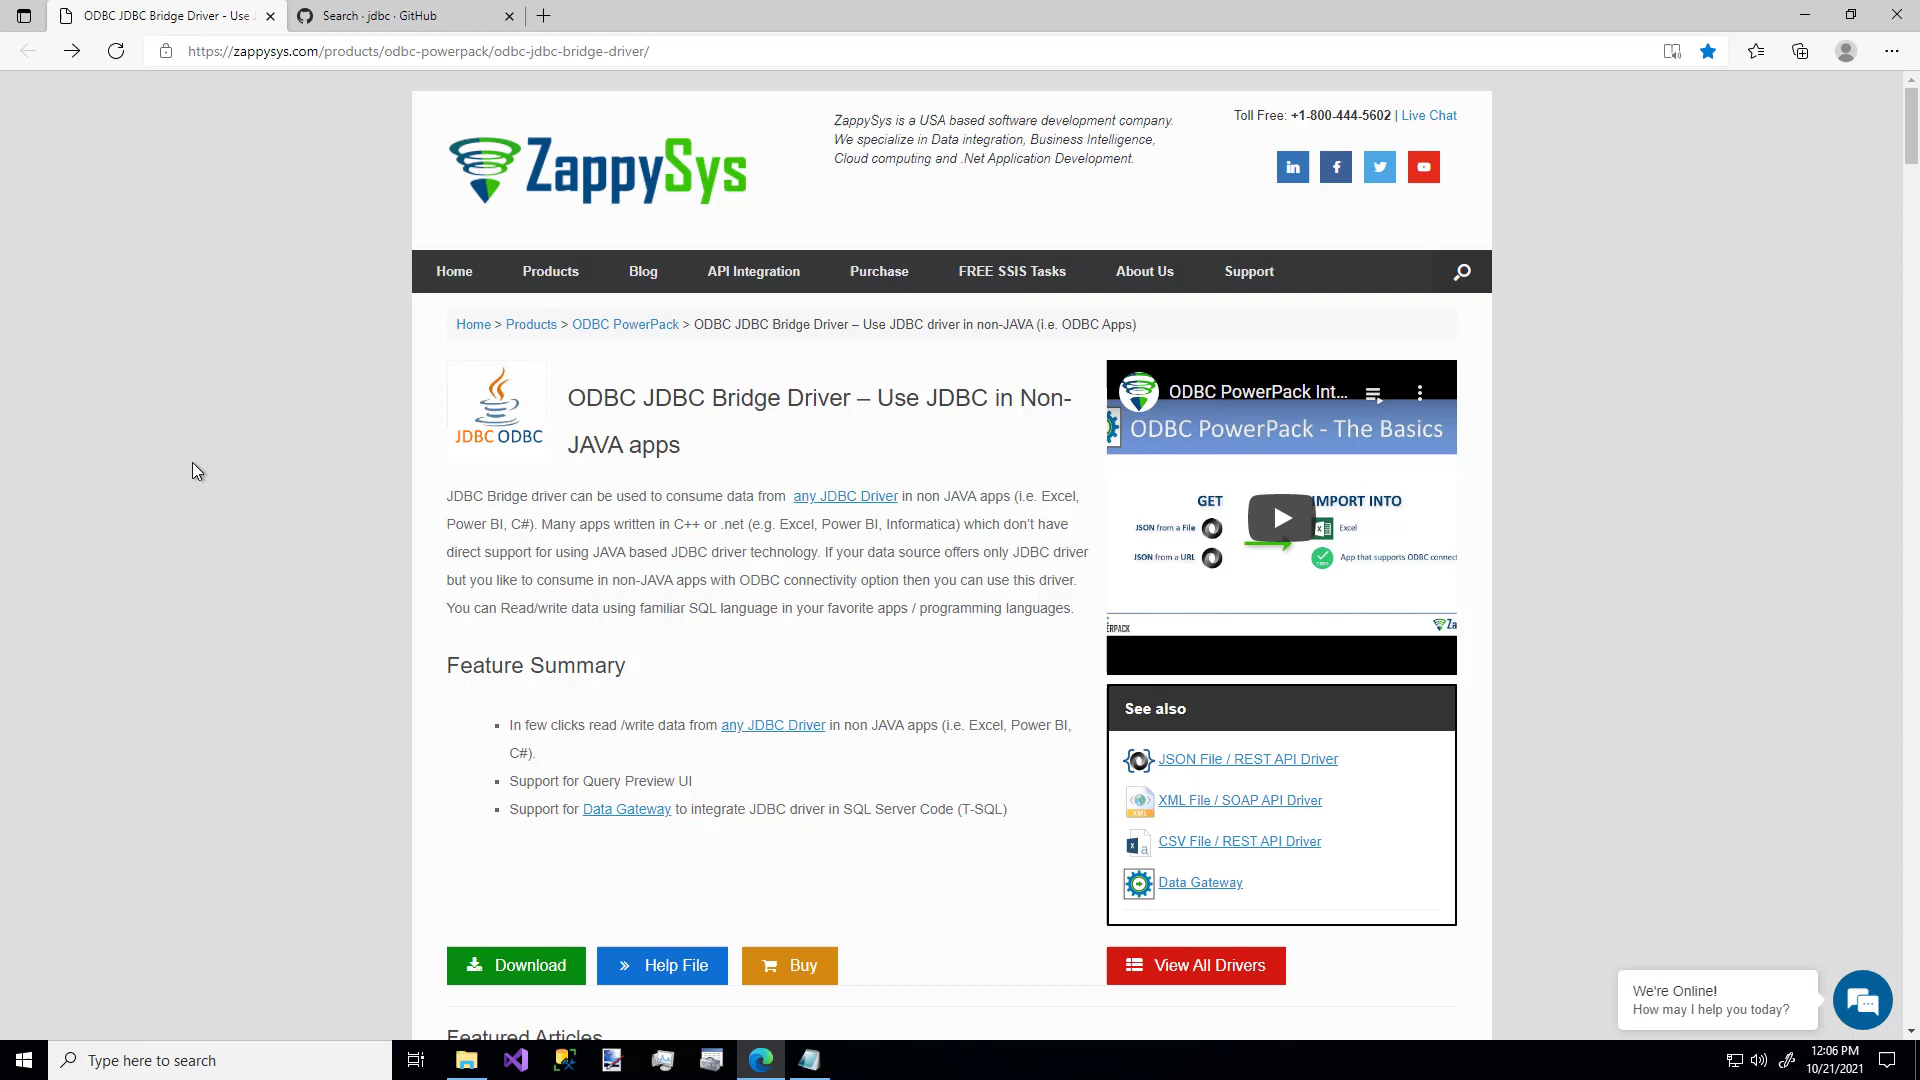 ODBC JDBC Bridge Driver - Use J
Search · jdbc · GitHub
https://zappysys.com/products/odbc-powerpack/odbc-jdbc-bridge-driver/
ZappySys
ZappySys is a USA based software development company.
We specialize in Data integration, Business Intelligence,
Cloud computing and .Net Application Development.
Toll Free: +1-800-444-5602 | Live Chat
Home
Products
Blog
API Integration
Purchase
FREE SSIS Tasks
About Us
Support
Home > Products > ODBC PowerPack > ODBC JDBC Bridge Driver – Use JDBC driver in non-JAVA (i.e. ODBC Apps)
JDBC ODBC
ODBC JDBC Bridge Driver – Use JDBC in Non-
JAVA apps
JDBC Bridge driver can be used to consume data from any JDBC Driver in non JAVA apps (i.e. Excel,
Power BI, C#). Many apps written in C++ or .net (e.g. Excel, Power BI, Informatica) which don't have
direct support for using JAVA based JDBC driver technology. If your data source offers only JDBC driver
but you like to consume in non-JAVA apps with ODBC connectivity option then you can use this driver.
You can Read/write data using familiar SQL language in your favorite apps / programming languages.
Feature Summary
In few clicks read /write data from any JDBC Driver in non JAVA apps (i.e. Excel, Power BI,
C#).
Support for Query Preview UI
Support for Data Gateway to integrate JDBC driver in SQL Server Code (T-SQL)
ODBC PowerPack Int...
ODBC PowerPack - The Basics
GET
IMPORT INTO
JSON from a File
Excel
JSON from a URL
App that supports ODBC connect
ERPACK
Za
See also
JSON File / REST API Driver
XML File / SOAP API Driver
CSV File / REST API Driver
Data Gateway
Download
Help File
Buy
View All Drivers
We're Online!
How may I help you today?
Featured Articles
Type here to search
12:06 PM
10/21/2021